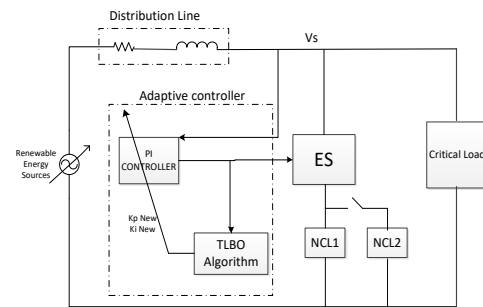 Distribution Line
Vs
Adaptive controller
PI
CONTROLLER
ES
Critical Load
Renewable
Energy
Sources
Kp New
Ki New
TLBO
Algorithm
NCL1
NCL2